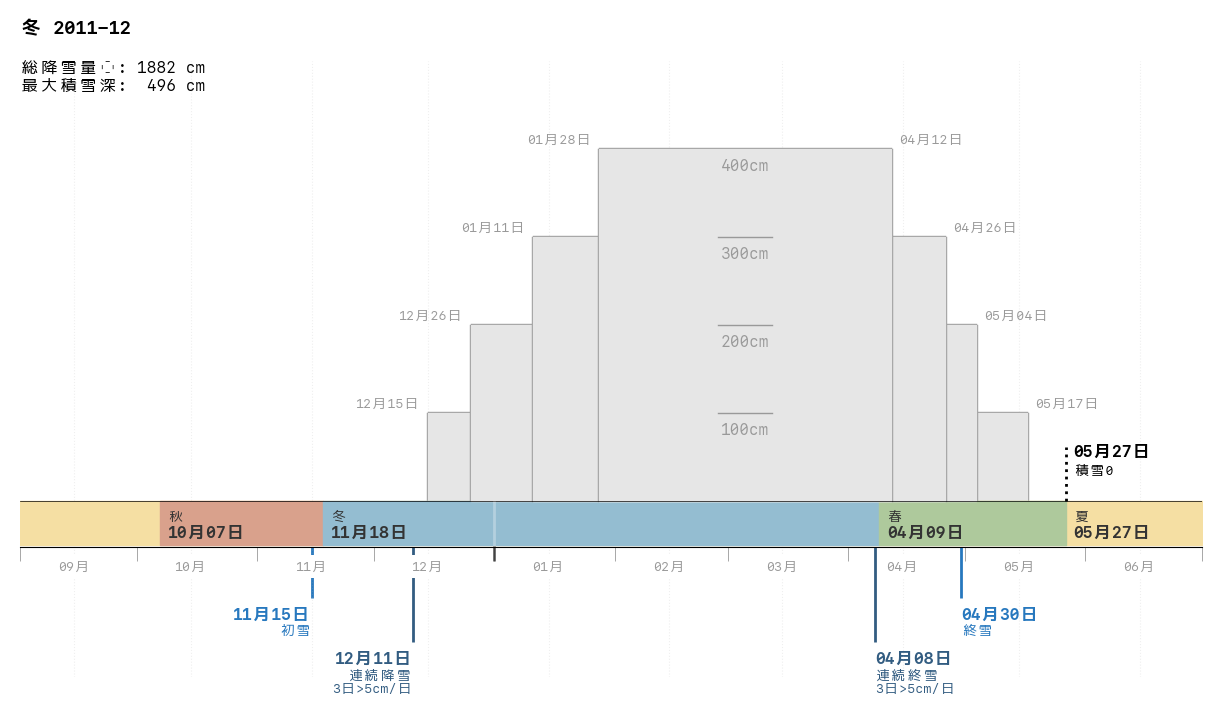 冬 2011-12
総降雪量: 1882 cm
最大積雪深: 496 cm
01月28日
04月12日
400cm
01月11日
04月26日
300cm
12月26日
05月04日
200cm
12月15日
05月17日
100cm
05月27日
積雪0
秋
10月07日
冬
11月18日
春
04月09日
夏
05月27日
09月
10月
11月
12月
01月
02月
03月
04月
05月
06月
11月15日
初雪
04月30日
終雪
12月11日
連続降雪
3日>5cm/日
04月08日
連続終雪
3日>5cm/日